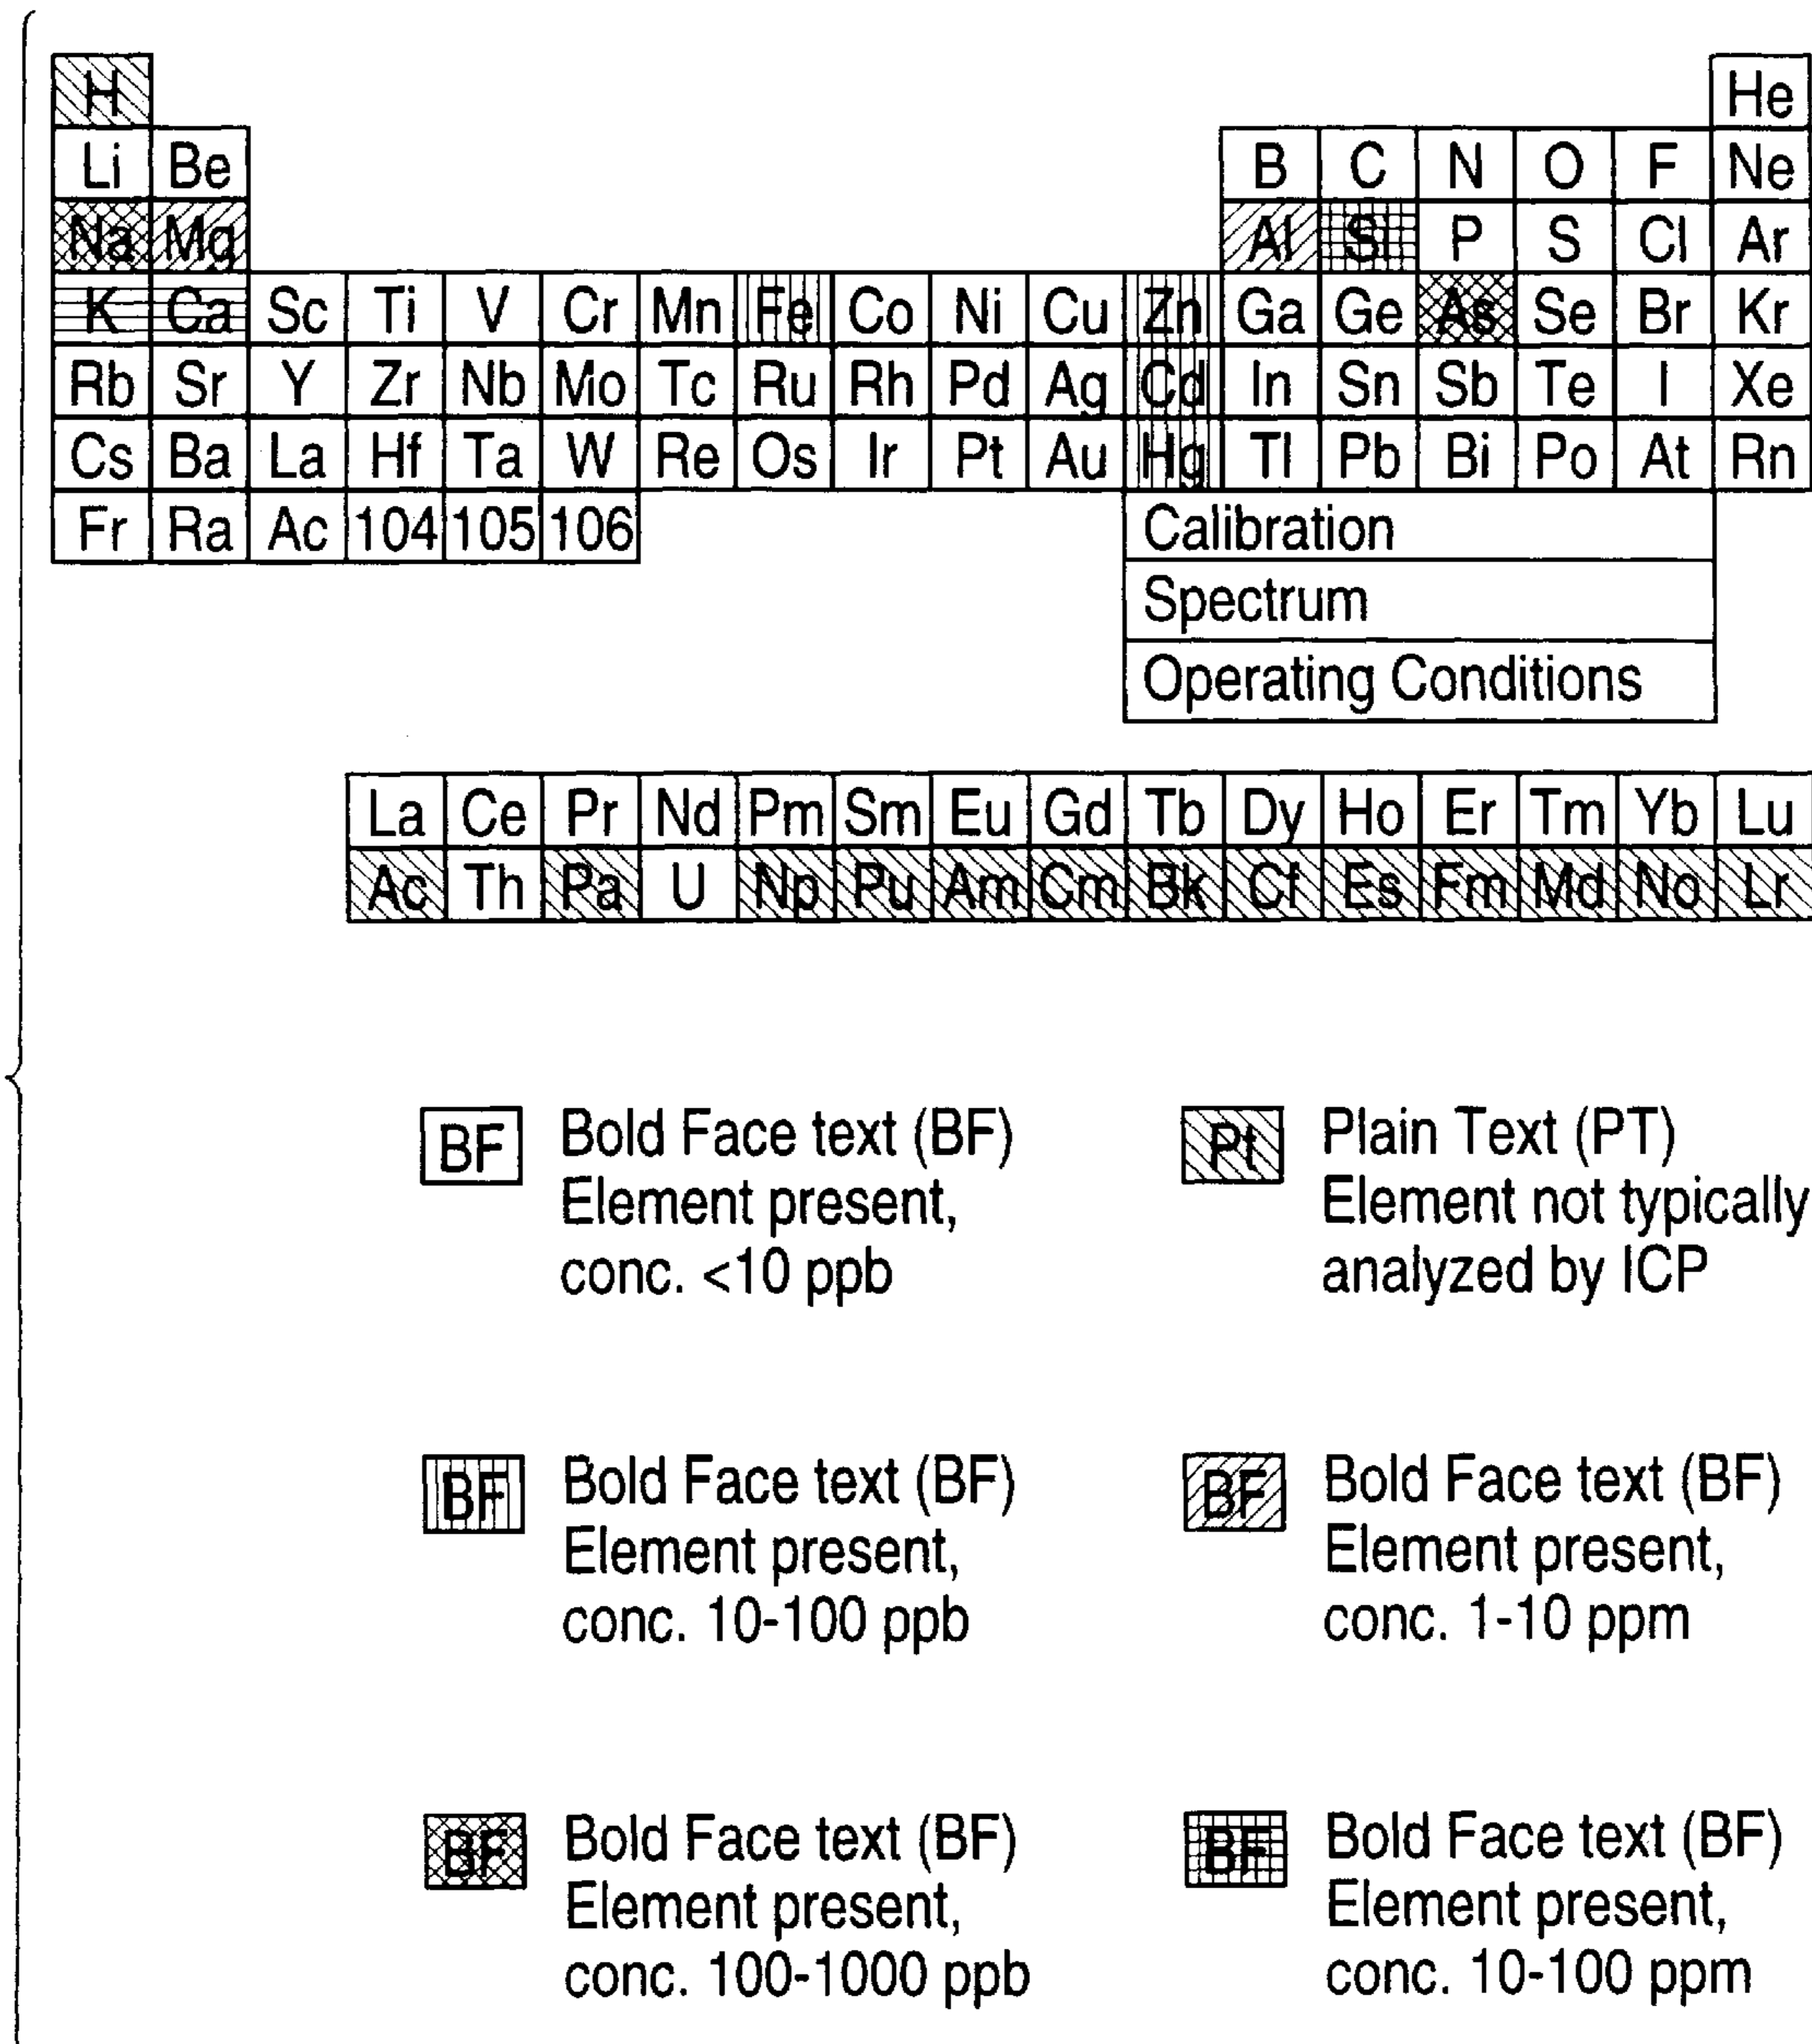 H He
Li Be B C N O F Ne
Na Mg Al Si P S Cl Ar
K Ca Sc Ti V Cr Mn Fe Co Ni Cu Zn Ga Ge As Se Br Kr
Rb Sr Y Zr Nb Mo Tc Ru Rh Pd Ag Cd In Sn Sb Te I Xe
Cs Ba La Hf Ta W Re Os Ir Pt Au Hg Tl Pb Bi Po At Rn
Fr Ra Ac 104 105 106
Calibration
Spectrum
Operating Conditions
La Ce Pr Nd Pm Sm Eu Gd Tb Dy Ho Er Tm Yb Lu
Ac Th Pa U Np Pu Am Cm Bk Cf Es Fm Md No Lr
BF Bold Face text (BF)
Element present,
conc. <10 ppb
Pt Plain Text (PT)
Element not typically
analyzed by ICP
BF Bold Face text (BF)
Element present,
conc. 10-100 ppb
BF Bold Face text (BF)
Element present,
conc. 1-10 ppm
BF Bold Face text (BF)
Element present,
conc. 100-1000 ppb
BF Bold Face text (BF)
Element present,
conc. 10-100 ppm